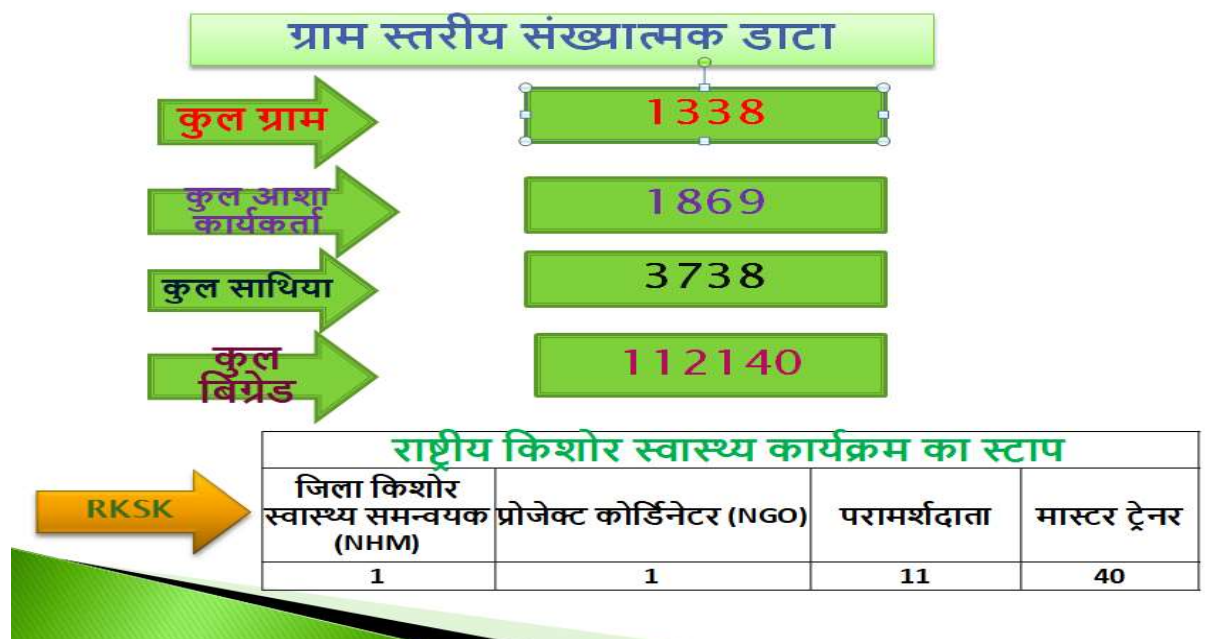 ग्राम स्तरीय संख्यात्मक डाटा
कुल ग्राम
1338
कुल आशा
कार्यकर्ता
1869
कुल साथिया
3738
कुल
बिग्रेड
112140
RKSK
राष्ट्रीय किशोर स्वास्थ्य कार्यक्रम का स्टाप
जिला किशोर
स्वास्थ्य समन्वयक
(NHM)
प्रोजेक्ट कोर्डिनेटर (NGO)
परामर्शदाता
मास्टर ट्रेनर
1
1
11
40